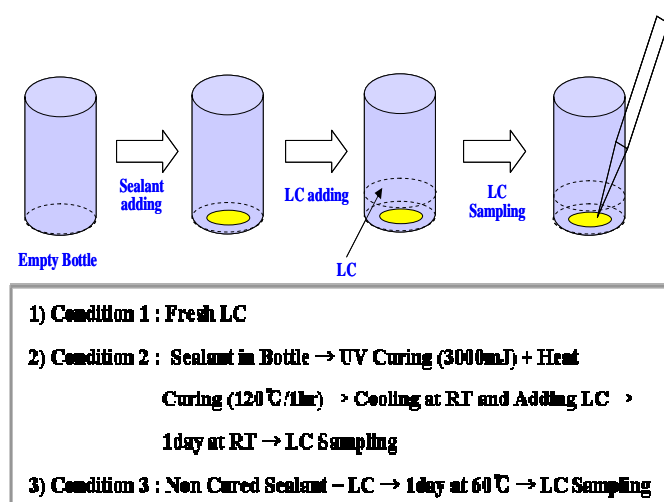 Sealant
adding
LC adding
LC
Sampling
Empty Bottle
LC
1) Condition 1 : Fresh LC
2) Condition 2 : Sealant in Bottle → UV Curing (3000mJ) + Heat
Curing (120℃/1hr) → Cooling at RT and Adding LC →
1day at RT → LC Sampling
3) Condition 3 : Non Cured Sealant – LC → 1day at 60℃ → LC Sampling